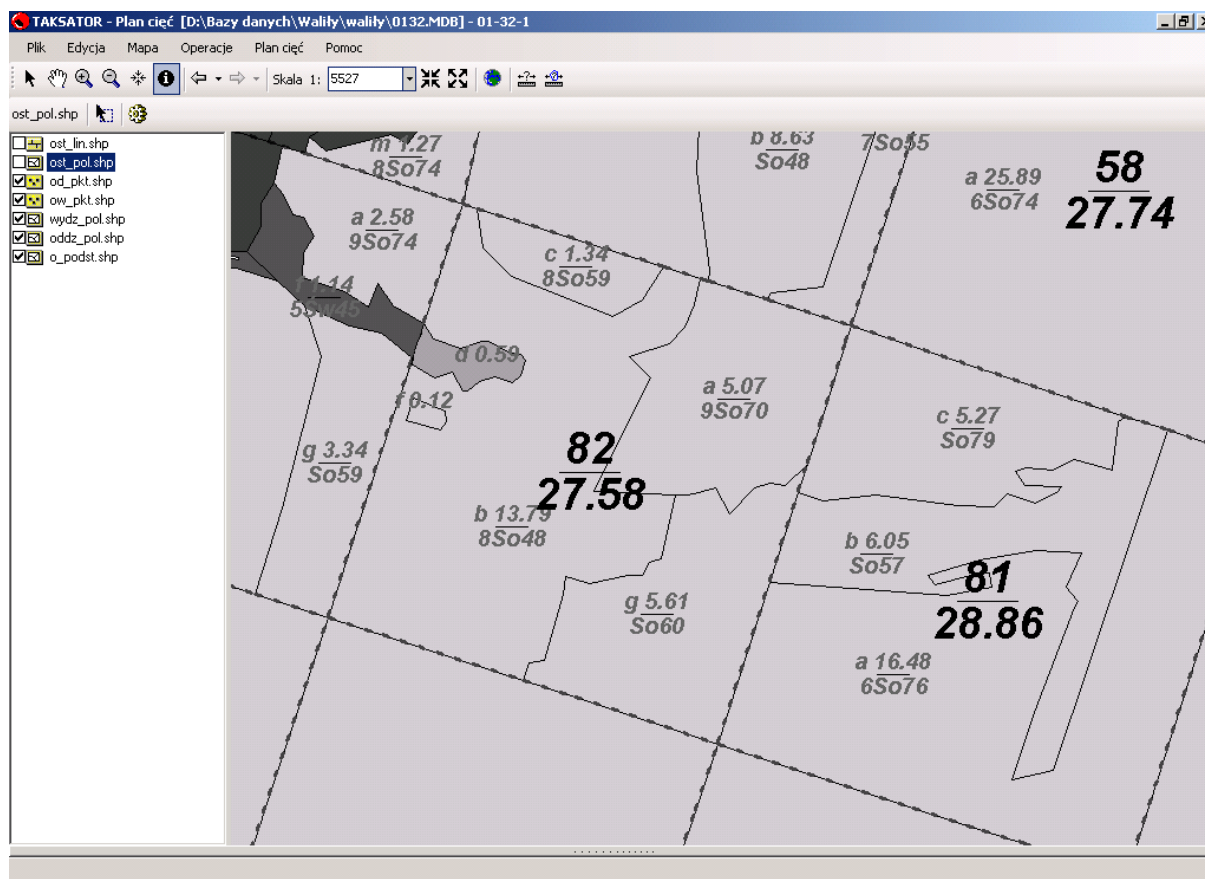 TAKSATOR - Plan cięć [D:\Bazy danych\Waliły\waliły\0132.MDB] - 01-32-1
Plik Edycja Mapa Operacje Plan cięć Pomoc
Skala 1: 5527
ost_pol.shp
ost_lin.shp
ost_pol.shp
od_pkt.shp
ow_pkt.shp
wydz_pol.shp
oddz_pol.shp
o_podst.shp
m 1.27
8So74
b 8.63
So48
7So55
a 25.89
6So74
58
27.74
a 2.58
9So74
c 1.34
8So59
f 1.14
5Sw45
d 0.59
f 0.12
a 5.07
9So70
c 5.27
So79
g 3.34
So59
82
27.58
b 13.79
8So48
b 6.05
So57
81
28.86
g 5.61
So60
a 16.48
6So76